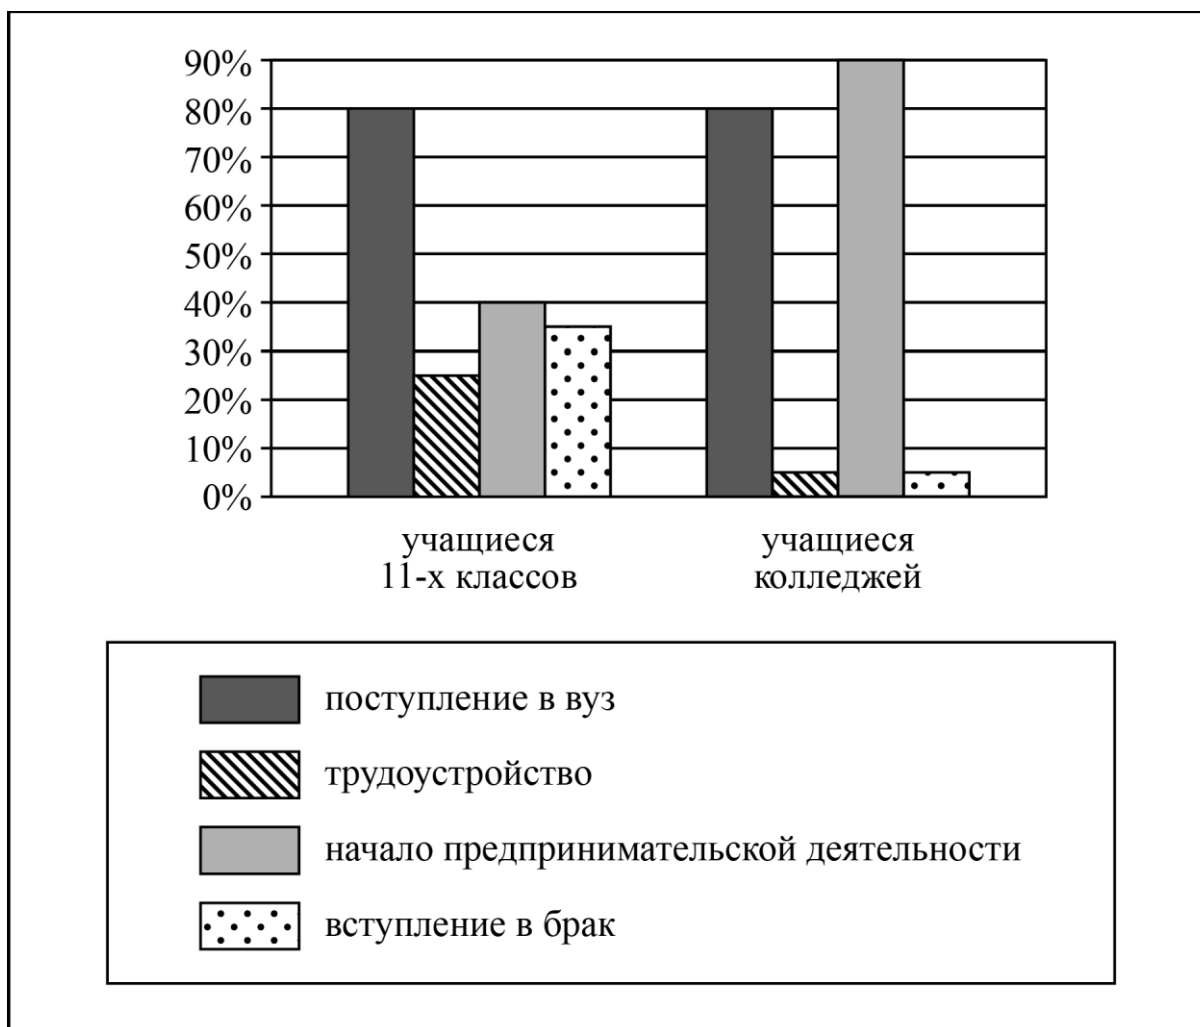 90%
80%
70%
60%
50%
40%
30%
20%
10%
0%
учащиеся
11-х классов
учащиеся
колледжей
поступление в вуз
трудоустройство
начало предпринимательской деятельности
вступление в брак